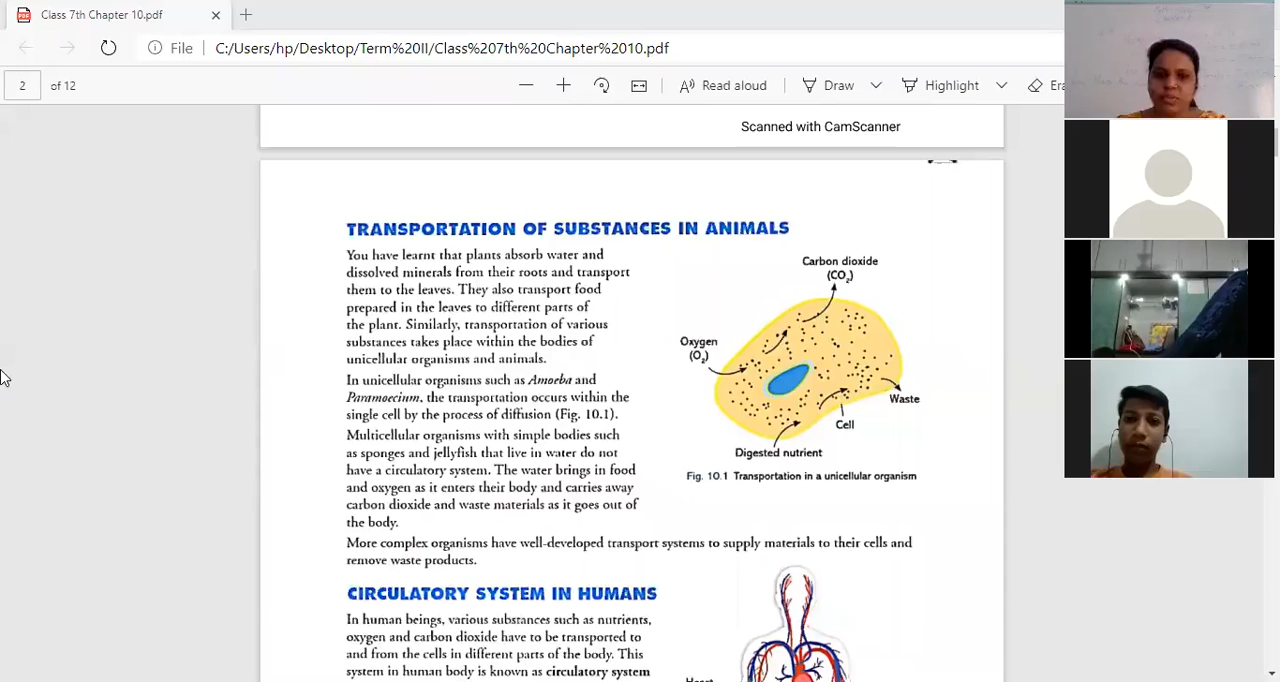 Class 7th Chapter 10.pdf
File
C:/Users/hp/Desktop/Term%20II/Class%207th%20Chapter%2010.pdf
2
of 12
Read aloud
Draw
Highlight
Era
Scanned with CamScanner
TRANSPORTATION OF SUBSTANCES IN ANIMALS
You have learnt that plants absorb water and
dissolved minerals from their roots and transport
them to the leaves. They also transport food
prepared in the leaves to different parts of
the plant. Similarly, transportation of various
substances takes place within the bodies of
unicellular organisms and animals.
In unicellular organisms such as Amoeba and
Paramoecium, the transportation occurs within the
single cell by the process of diffusion (Fig. 10.1).
Multicellular organisms with simple bodies such
as sponges and jellyfish that live in water do not
have a circulatory system. The water brings in food
and oxygen as it enters their body and carries away
carbon dioxide and waste materials as it goes out of
the body.
Carbon dioxide
(CO₂)
Oxygen
(O₂)
Waste
Cell
Digested nutrient
Fig. 10.1 Transportation in a unicellular organism
More complex organisms have well-developed transport systems to supply materials to their cells and
remove waste products.
CIRCULATORY SYSTEM IN HUMANS
In human beings, various substances such as nutrients,
oxygen and carbon dioxide have to be transported to
and from the cells in different parts of the body. This
system in human body is known as circulatory system
Heart